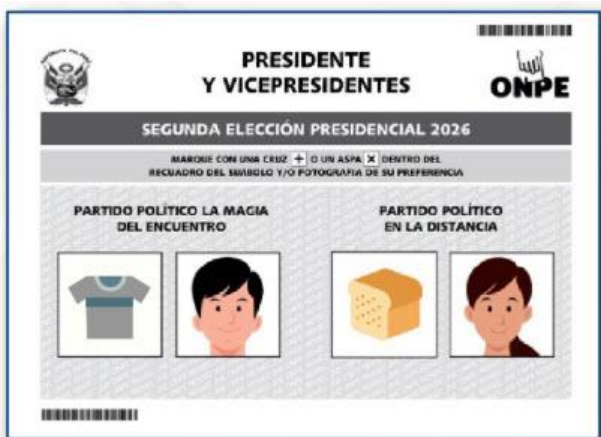 PRESIDENTE
Y VICEPRESIDENTES
ONPE
SEGUNDA ELECCIÓN PRESIDENCIAL 2026
MARQUE CON UNA CRUZ + O UN ASPA X DENTRO DEL
RECUADRO DEL SÍMBOLO Y/O FOTOGRAFÍA DE SU PREFERENCIA
PARTIDO POLÍTICO LA MAGIA
DEL ENCUENTRO
PARTIDO POLÍTICO
EN LA DISTANCIA